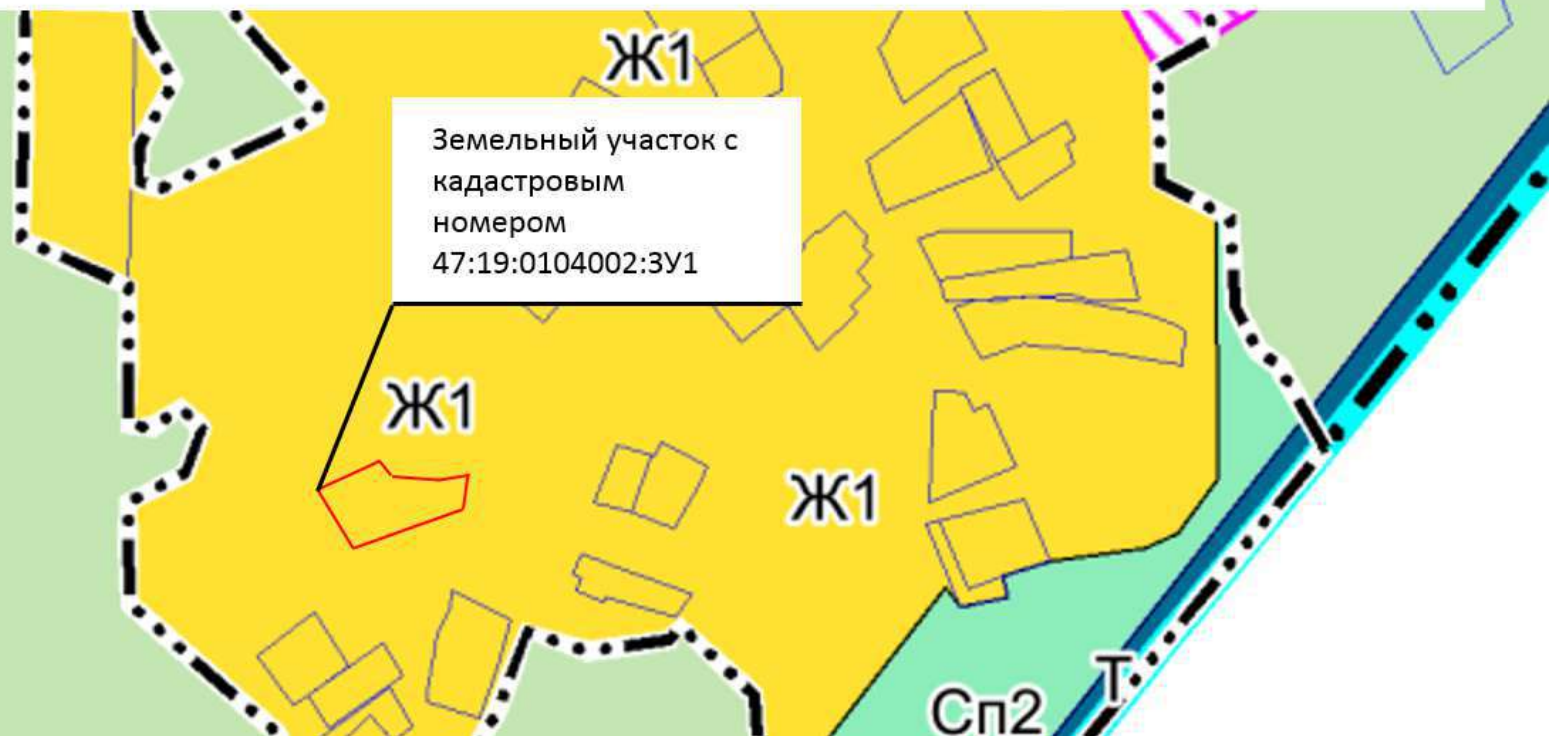 Ж1
Земельный участок с
кадастровым
номером
47:19:0104002:ЗУ1
Ж1
Ж1
Т
Сп2